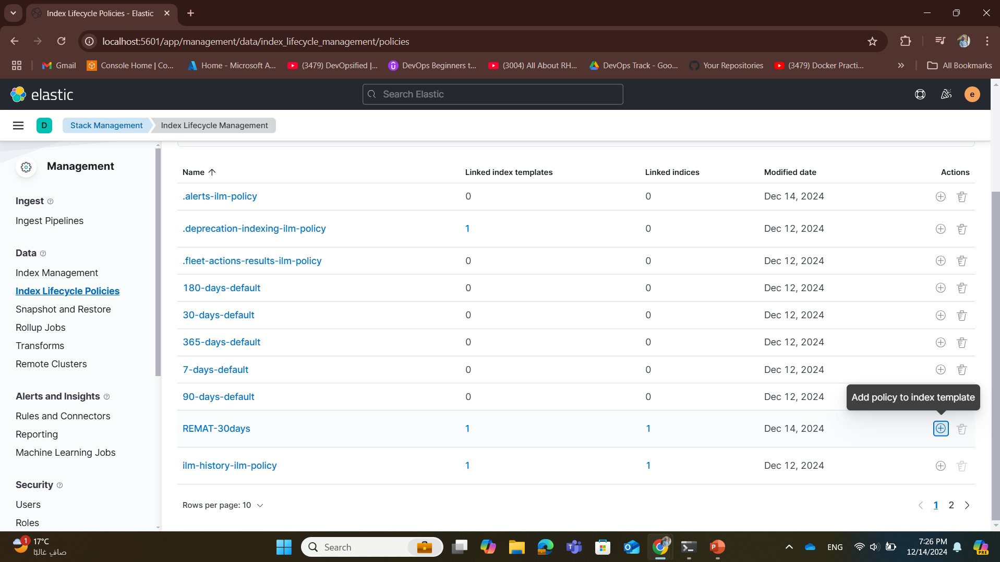 Index Lifecycle Policies - Elastic
localhost:5601/app/management/data/index_lifecycle_management/policies
Gmail
Console Home | Co...
Home - Microsoft A...
(3479) DevOpsified |...
DevOps Beginners t...
(3004) All About RH...
DevOps Track - Goo...
Your Repositories
(3479) Docker Practi...
All Bookmarks
elastic
Search Elastic
e
D
Stack Management
Index Lifecycle Management
Management
Ingest
Ingest Pipelines
Data
Index Management
Index Lifecycle Policies
Snapshot and Restore
Rollup Jobs
Transforms
Remote Clusters
Alerts and Insights
Rules and Connectors
Reporting
Machine Learning Jobs
Security
Users
Roles
Name Linked index templates Linked indices Modified date Actions
.alerts-ilm-policy 0 0 Dec 14, 2024
.deprecation-indexing-ilm-policy 1 0 Dec 12, 2024
.fleet-actions-results-ilm-policy 0 0 Dec 12, 2024
180-days-default 0 0 Dec 12, 2024
30-days-default 0 0 Dec 12, 2024
365-days-default 0 0 Dec 12, 2024
7-days-default 0 0 Dec 12, 2024
90-days-default 0 0 Dec 12, 2024
Add policy to index template
REMAT-30days 1 1 Dec 14, 2024
ilm-history-ilm-policy 1 1 Dec 12, 2024
Rows per page: 10
1 2
1
17°C
صافٍ غالبًا
Search
ENG
7:26 PM
12/14/2024
PRE